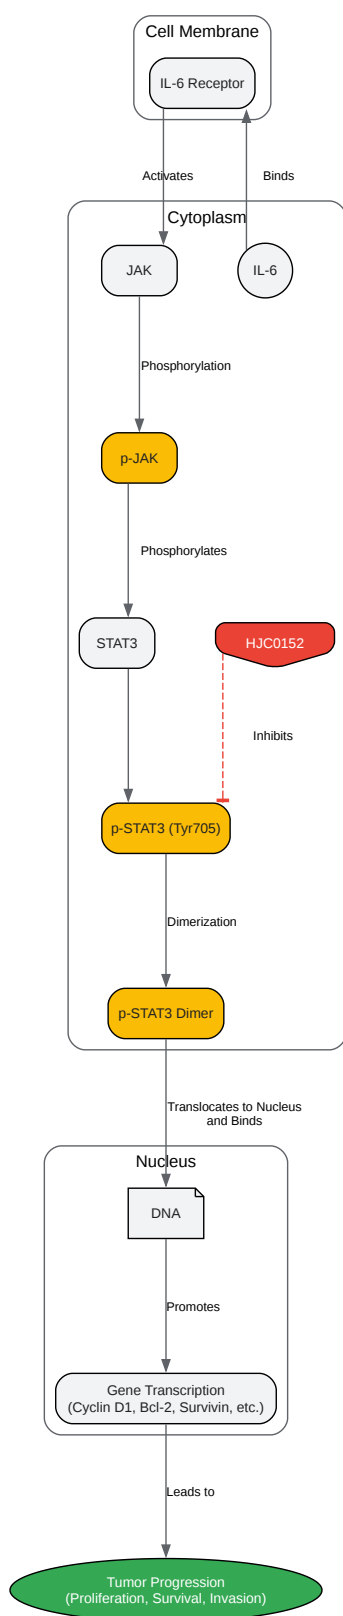 Cell Membrane
IL-6 Receptor
Activates
Binds
Cytoplasm
JAK
IL-6
Phosphorylation
p-JAK
Phosphorylates
STAT3
HJC0152
Inhibits
p-STAT3 (Tyr705)
Dimerization
p-STAT3 Dimer
Translocates to Nucleus
and Binds
Nucleus
DNA
Promotes
Gene Transcription
(Cyclin D1, Bcl-2, Survivin, etc.)
Leads to
Tumor Progression
(Proliferation, Survival, Invasion)